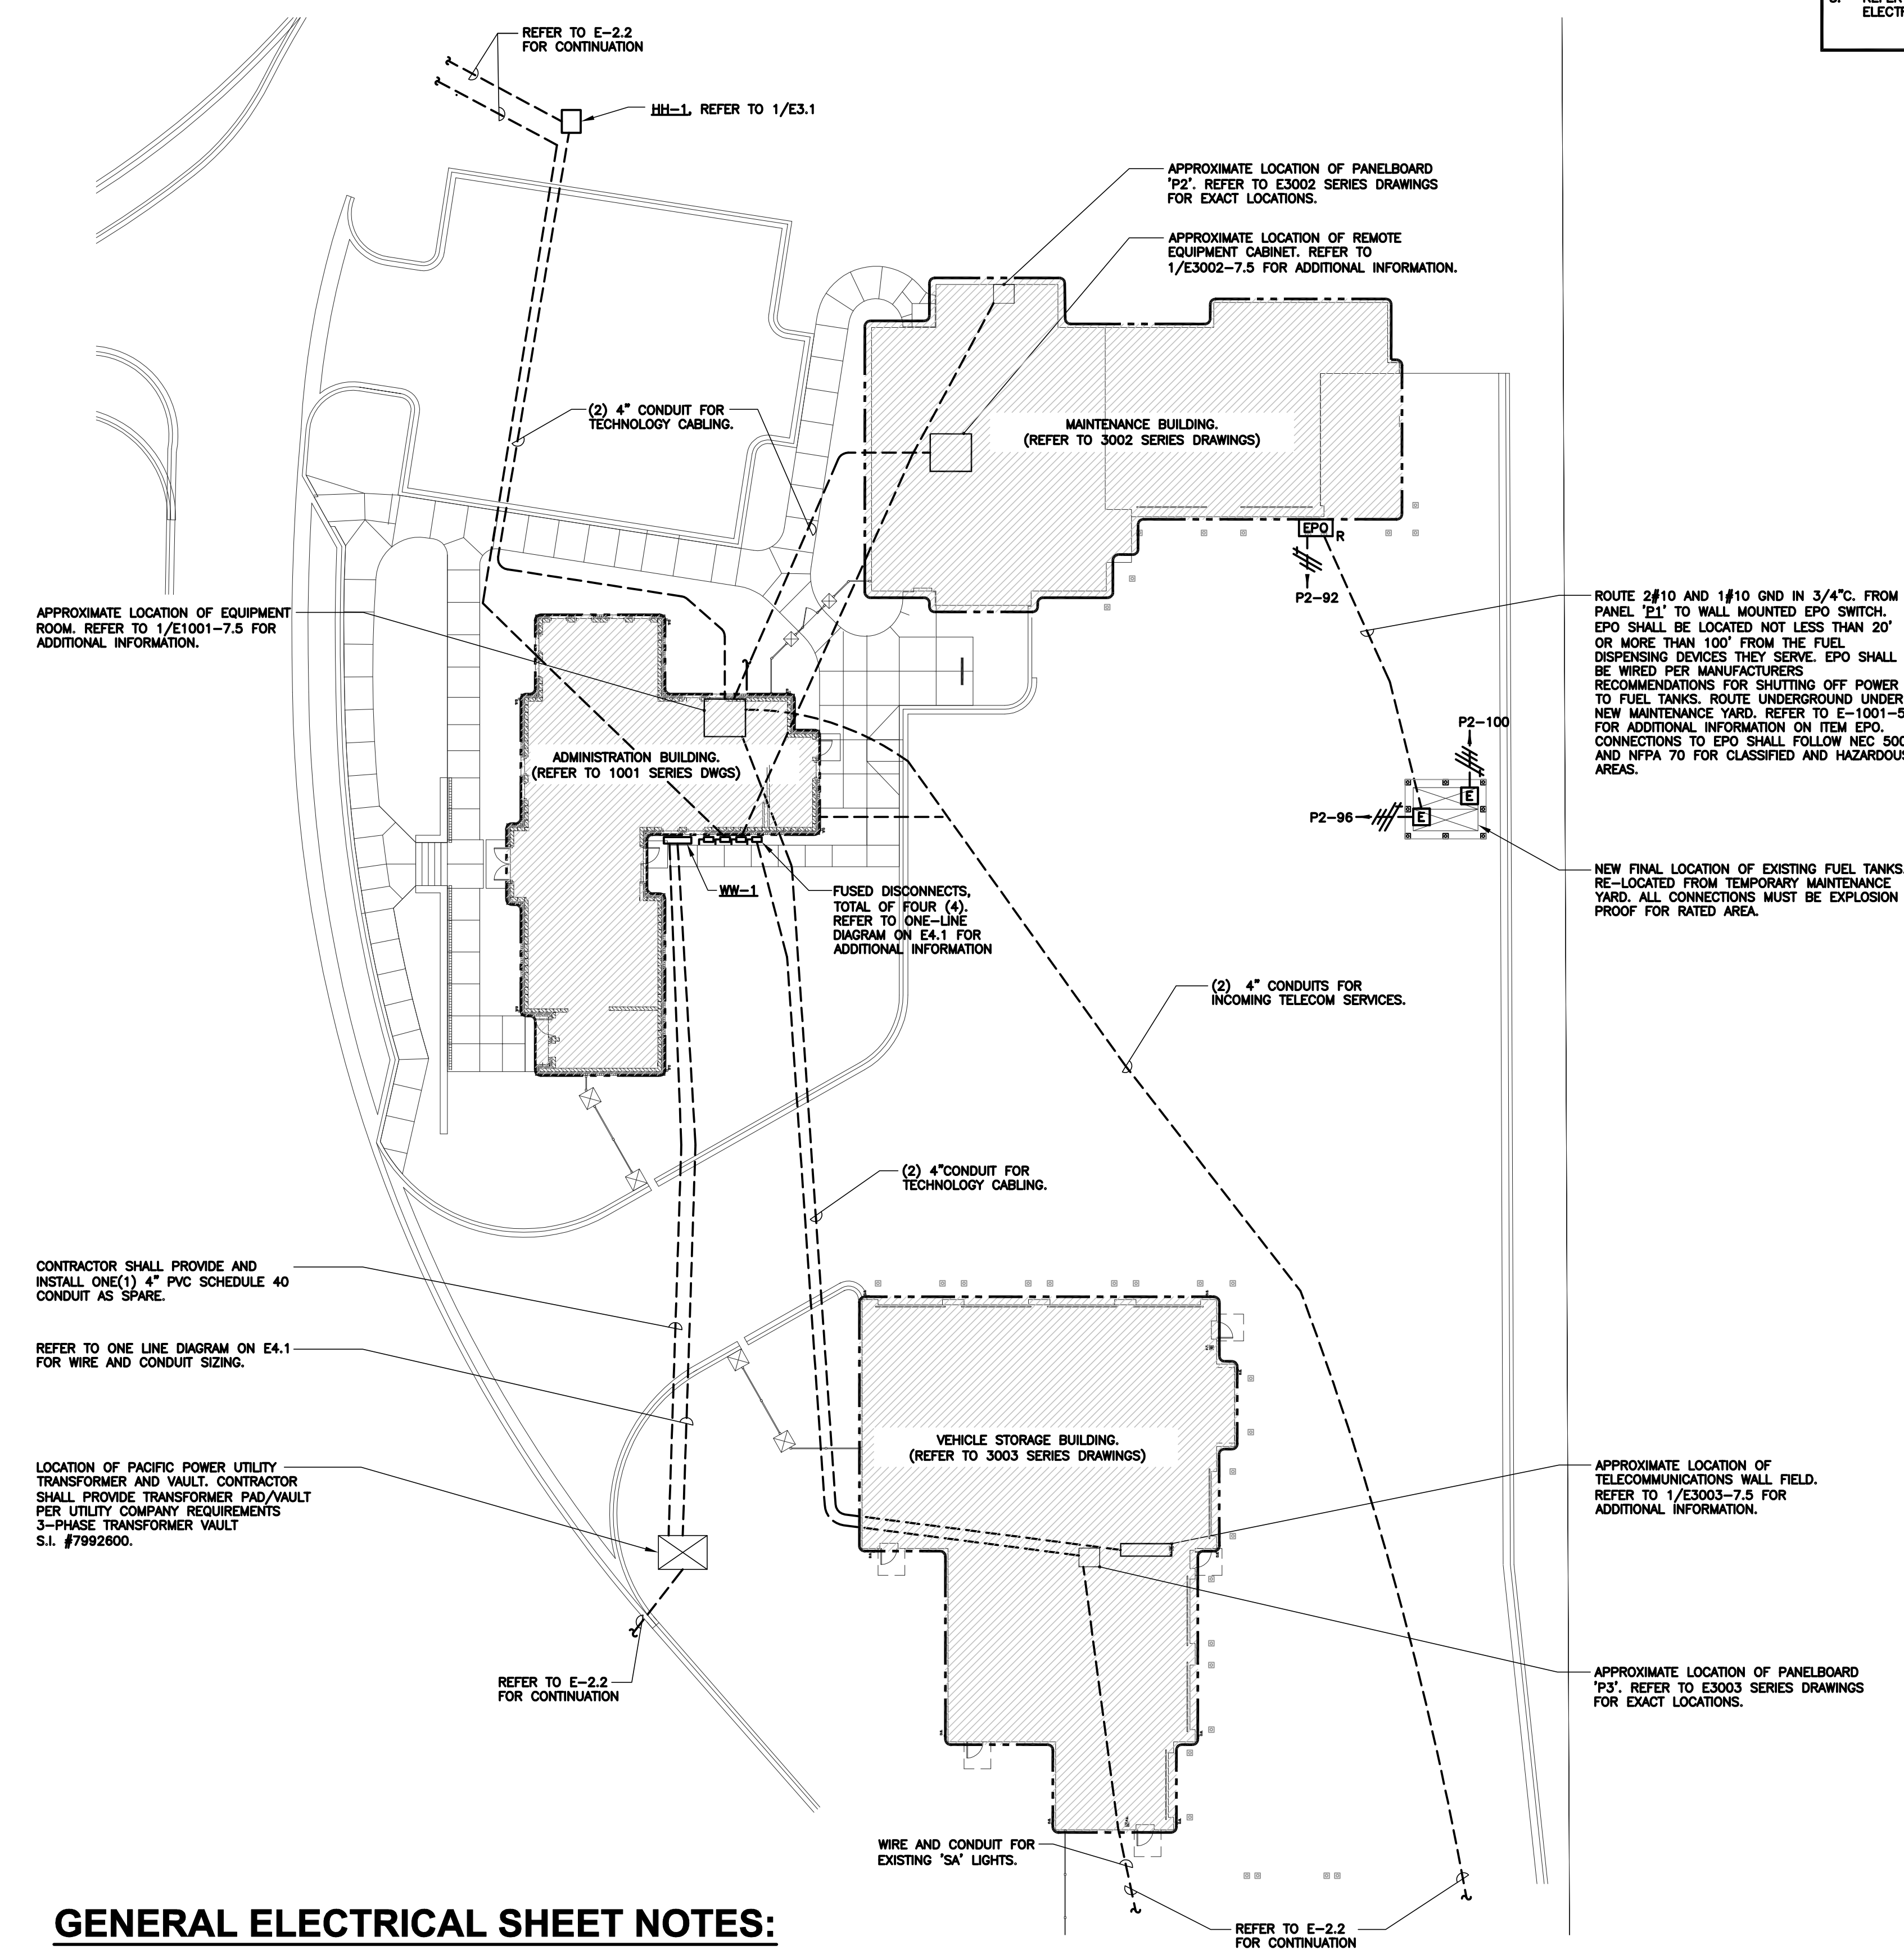 ELECTR
REFER TO E-2.2
FOR CONTINUATION
HH-1, REFER TO 1/E3.1
APPROXIMATE LOCATION OF PANELBOARD
'P2'. REFER TO E3002 SERIES DRAWINGS
FOR EXACT LOCATIONS.
APPROXIMATE LOCATION OF REMOTE
EQUIPMENT CABINET. REFER TO
1/E3002-7.5 FOR ADDITIONAL INFORMATION.
(2) 4" CONDUIT FOR
TECHNOLOGY CABLING.
MAINTENANCE BUILDING.
(REFER TO 3002 SERIES DRAWINGS)
EPO
R
P2-92
APPROXIMATE LOCATION OF EQUIPMENT
ROOM. REFER TO 1/E1001-7.5 FOR
ADDITIONAL INFORMATION.
ROUTE 2#10 AND 1#10 GND IN 3/4"C. FROM
PANEL 'P1' TO WALL MOUNTED EPO SWITCH.
EPO SHALL BE LOCATED NOT LESS THAN 20'
OR MORE THAN 100' FROM THE FUEL
DISPENSING DEVICES THEY SERVE. EPO SHALL
BE WIRED PER MANUFACTURERS
RECOMMENDATIONS FOR SHUTTING OFF POWER
TO FUEL TANKS. ROUTE UNDERGROUND UNDER
NEW MAINTENANCE YARD. REFER TO E-1001-5
FOR ADDITIONAL INFORMATION ON ITEM EPO.
CONNECTIONS TO EPO SHALL FOLLOW NEC 500
AND NFPA 70 FOR CLASSIFIED AND HAZARDOUS
AREAS.
P2-100
E
P2-96
E
ADMINISTRATION BUILDING.
(REFER TO 1001 SERIES DWGS)
WW-1
FUSED DISCONNECTS,
TOTAL OF FOUR (4).
REFER TO ONE-LINE
DIAGRAM ON E4.1 FOR
ADDITIONAL INFORMATION
NEW FINAL LOCATION OF EXISTING FUEL TANKS
RE-LOCATED FROM TEMPORARY MAINTENANCE
YARD. ALL CONNECTIONS MUST BE EXPLOSION
PROOF FOR RATED AREA.
(2) 4" CONDUITS FOR
INCOMING TELECOM SERVICES.
(2) 4"CONDUIT FOR
TECHNOLOGY CABLING.
CONTRACTOR SHALL PROVIDE AND
INSTALL ONE(1) 4" PVC SCHEDULE 40
CONDUIT AS SPARE.
REFER TO ONE LINE DIAGRAM ON E4.1
FOR WIRE AND CONDUIT SIZING.
LOCATION OF PACIFIC POWER UTILITY
TRANSFORMER AND VAULT. CONTRACTOR
SHALL PROVIDE TRANSFORMER PAD/VAULT
PER UTILITY COMPANY REQUIREMENTS
3-PHASE TRANSFORMER VAULT
S.I. #7992600.
VEHICLE STORAGE BUILDING.
(REFER TO 3003 SERIES DRAWINGS)
APPROXIMATE LOCATION OF
TELECOMMUNICATIONS WALL FIELD.
REFER TO 1/E3003-7.5 FOR
ADDITIONAL INFORMATION.
REFER TO E-2.2
FOR CONTINUATION
APPROXIMATE LOCATION OF PANELBOARD
'P3'. REFER TO E3003 SERIES DRAWINGS
FOR EXACT LOCATIONS.
WIRE AND CONDUIT FOR
EXISTING 'SA' LIGHTS.
REFER TO E-2.2
FOR CONTINUATION
GENERAL ELECTRICAL SHEET NOTES: